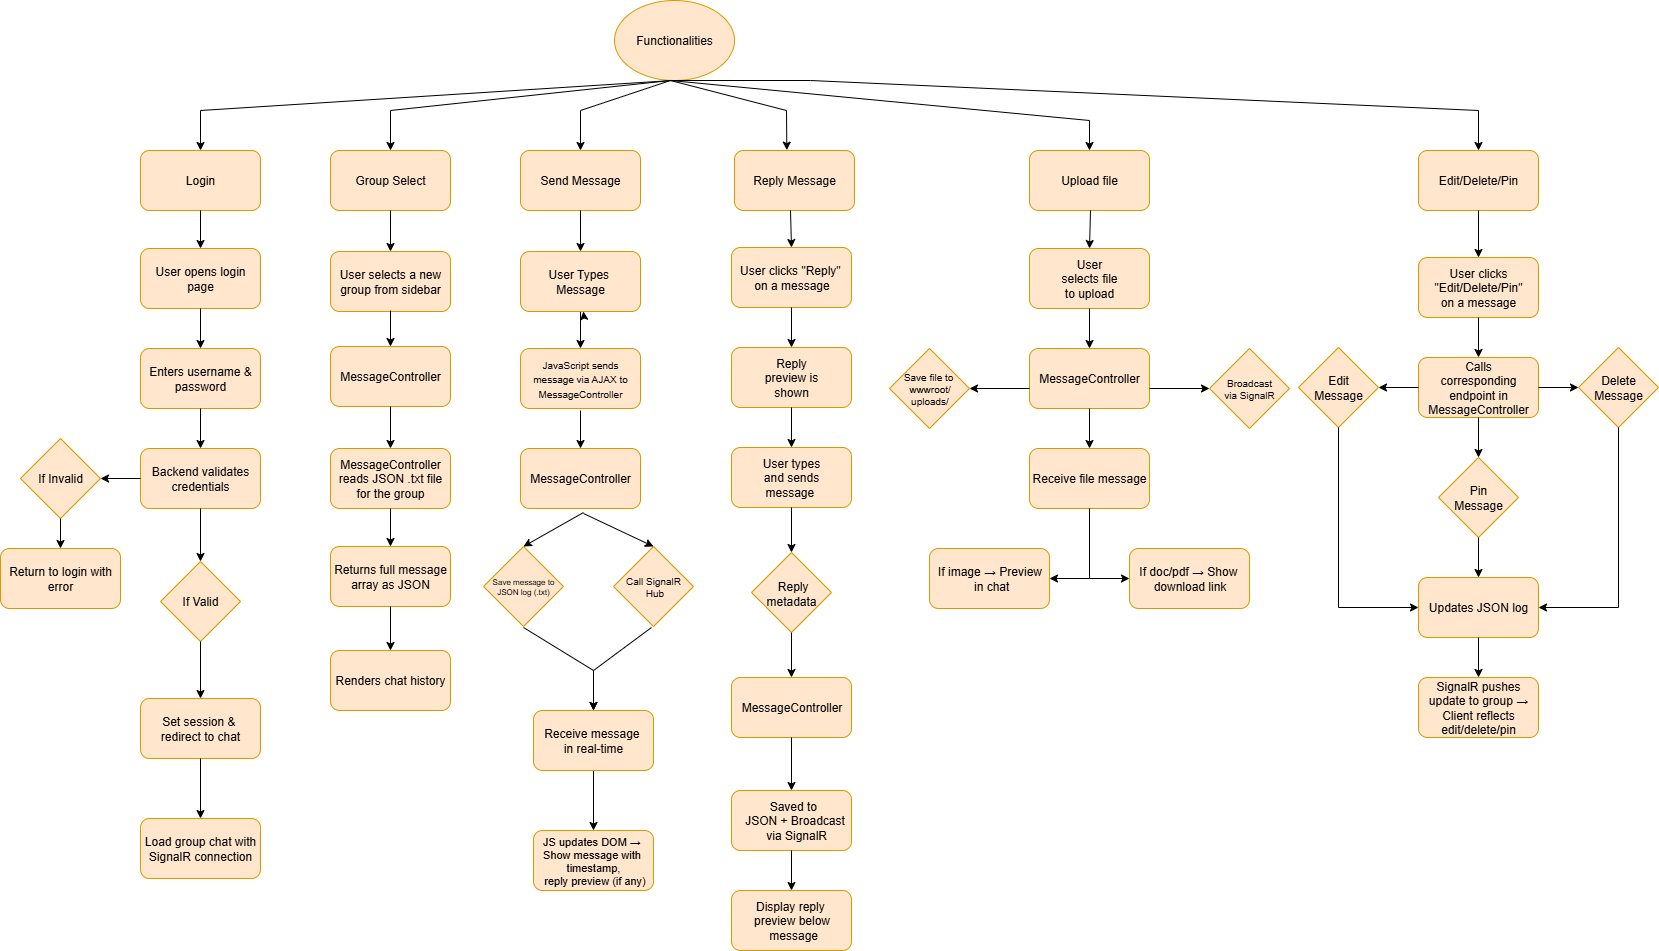 Functionalities
Login
User opens login
page
Enters username &
password
Backend validates
credentials
If Invalid
Return to login with
error
If Valid
Set session &
redirect to chat
Load group chat with
SignalR connection
Group Select
User selects a new
group from sidebar
MessageController
MessageController
reads JSON .txt file
for the group
Returns full message
array as JSON
Renders chat history
Send Message
User Types
Message
JavaScript sends
message via AJAX to
MessageController
MessageController
Save message to
JSON log (.txt)
Call SignalR
Hub
Receive message
in real-time
JS updates DOM →
Show message with
timestamp,
reply preview (if any)
Reply Message
User clicks "Reply"
on a message
Reply
preview is
shown
User types
and sends
message
Reply
metadata
MessageController
Saved to
JSON + Broadcast
via SignalR
Display reply
preview below
message
Upload file
User
selects file
to upload
MessageController
Save file to
wwwroot/
uploads/
Broadcast
via SignalR
Receive file message
If image → Preview
in chat
If doc/pdf → Show
download link
Edit/Delete/Pin
User clicks
"Edit/Delete/Pin"
on a message
Calls
corresponding
endpoint in
MessageController
Edit
Message
Delete
Message
Pin
Message
Updates JSON log
SignalR pushes
update to group →
Client reflects
edit/delete/pin